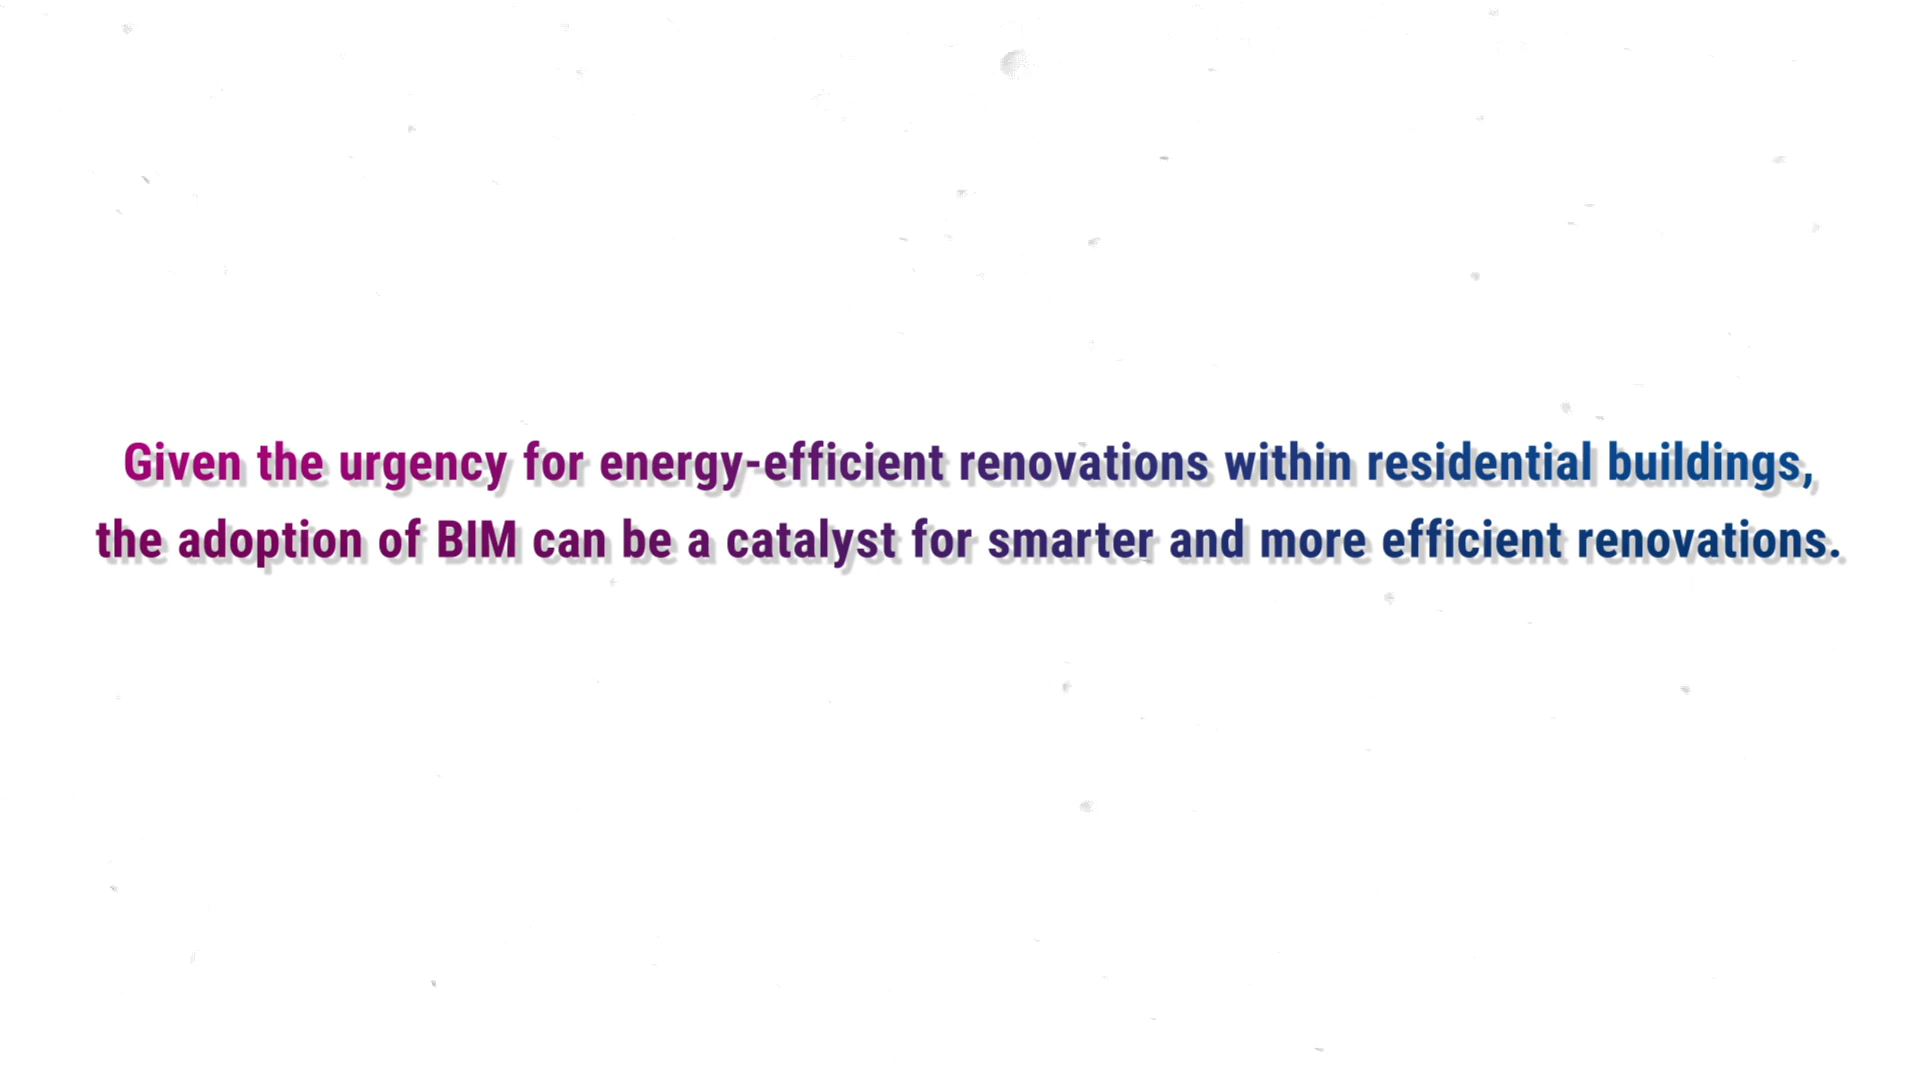 Given the urgency for energy-efficient renovations within residential buildings,
the adoption of BIM can be a catalyst for smarter and more efficient renovations.